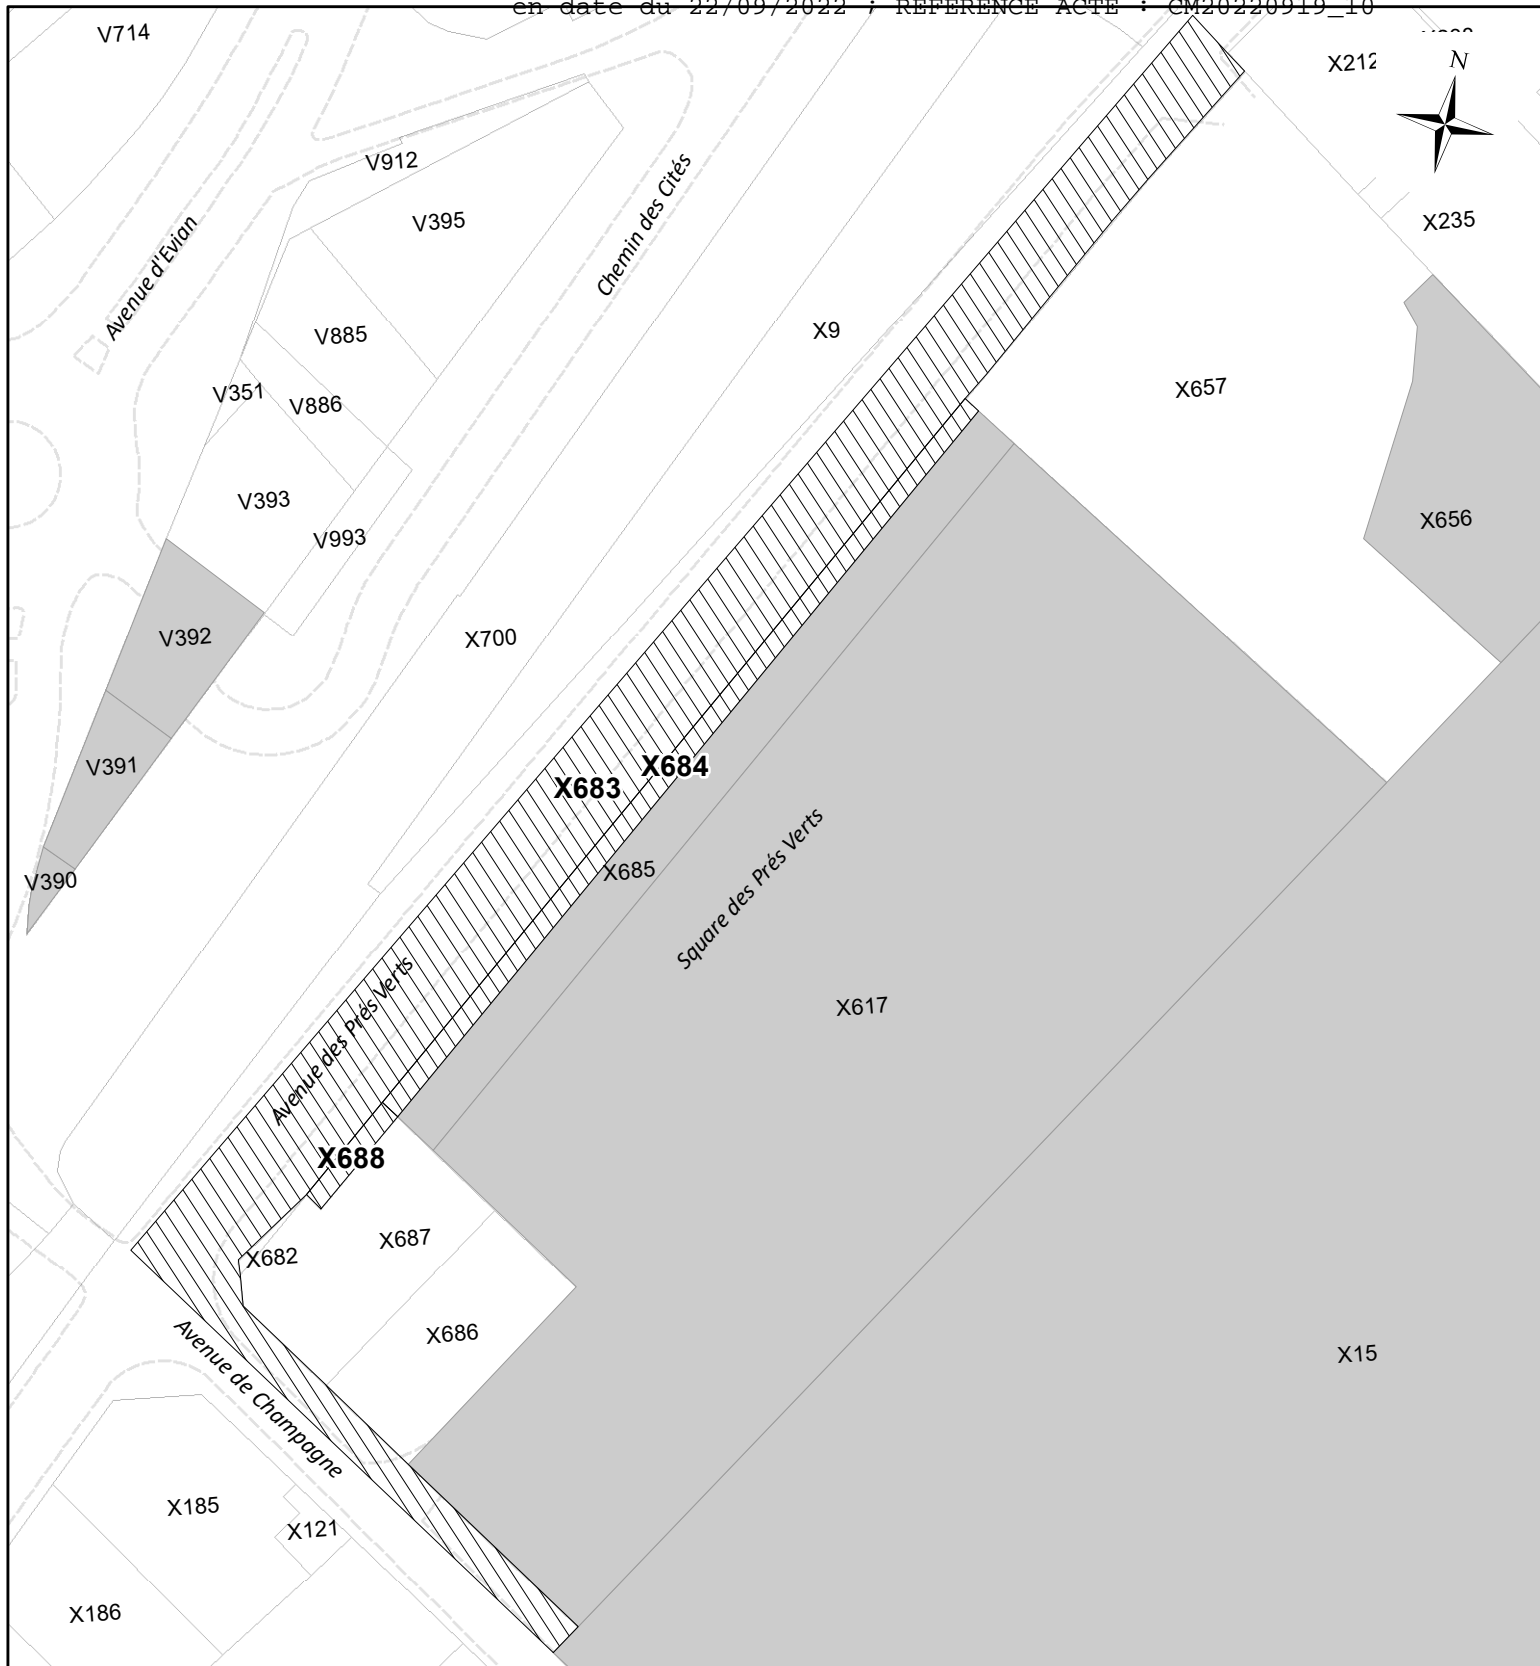 en date du 22/09/2022 ; REFERENCE ACTE : CM20220919_10
V714
X212
N
V912
V395
X235
Avenue d'Evian
Chemin des Cités
X9
V885
V351
V886
X657
V393
V993
X656
V392
X700
V391
X683
X684
V390
X685
Square des Prés Verts
X617
Avenue des Prés Verts
X688
X687
X682
X686
Avenue de Champagne
X15
X185
X121
X186